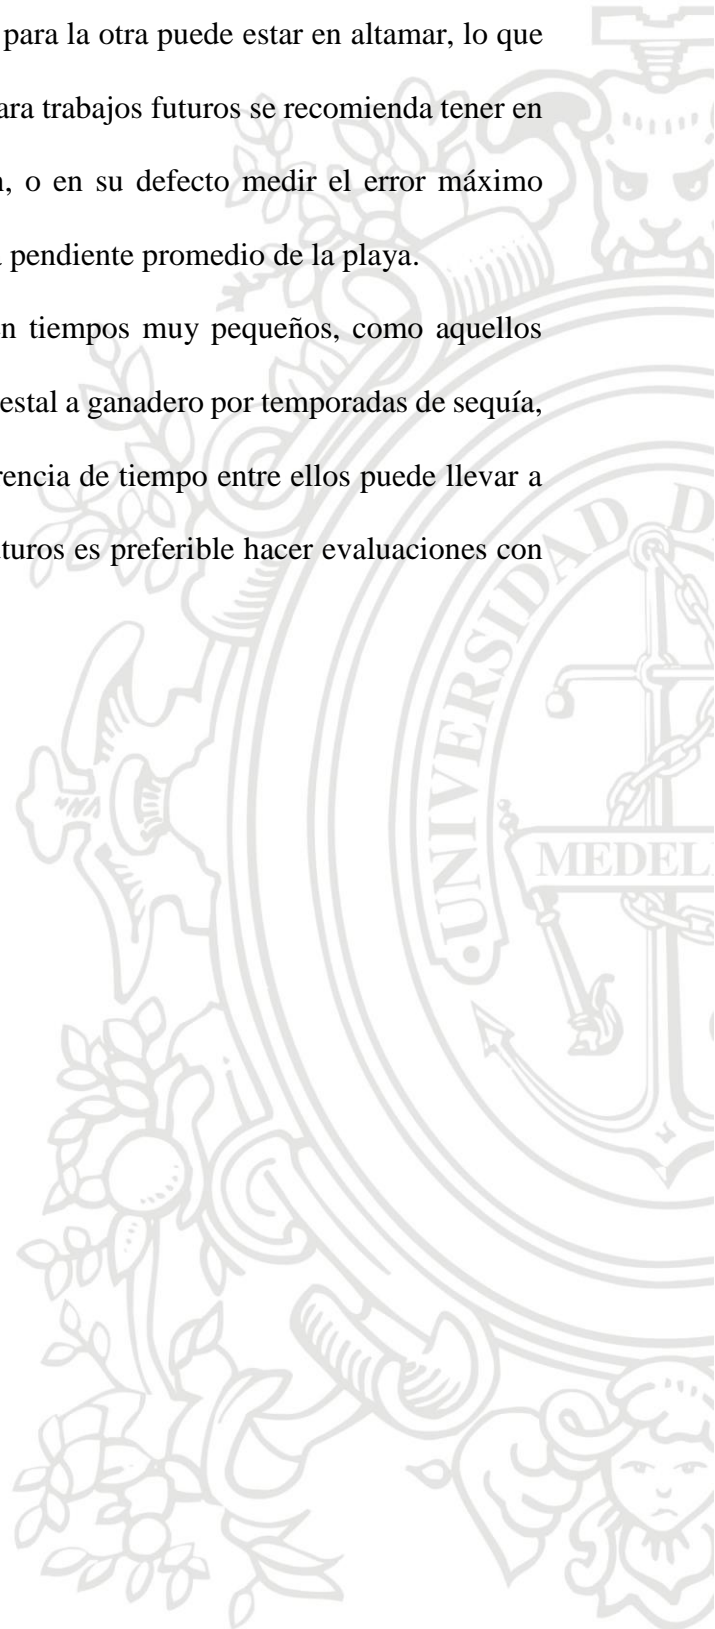 para la otra puede estar en altamar, lo que
ara trabajos futuros se recomienda tener en
, o en su defecto medir el error máximo
pendiente promedio de la playa.
n tiempos muy pequeños, como aquellos
estal a ganadero por temporadas de sequía,
rencia de tiempo entre ellos puede llevar a
uturos es preferible hacer evaluaciones con
UNIVERSIDAD D
MEDEL